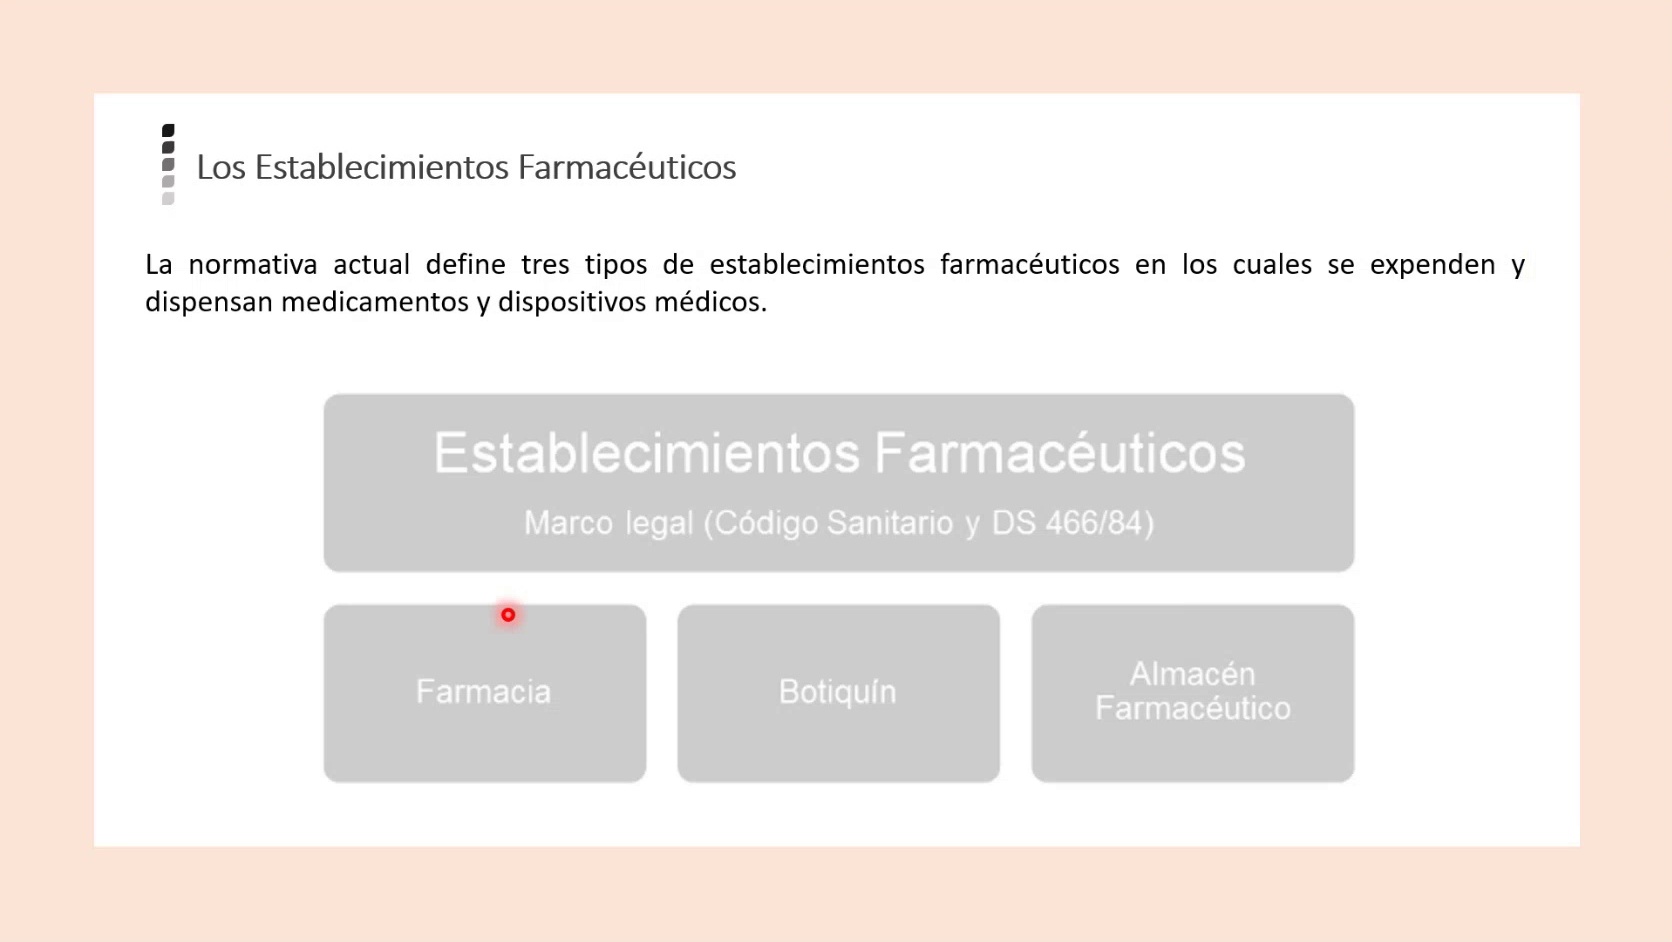 Los Establecimientos Farmacéuticos
La normativa actual define tres tipos de establecimientos farmacéuticos en los cuales se expenden y
dispensan medicamentos y dispositivos médicos.
Establecimientos Farmacéuticos
Marco legal (Código Sanitario y DS 466/84)
Farmacia
Botiquín
Almacén
Farmacéutico